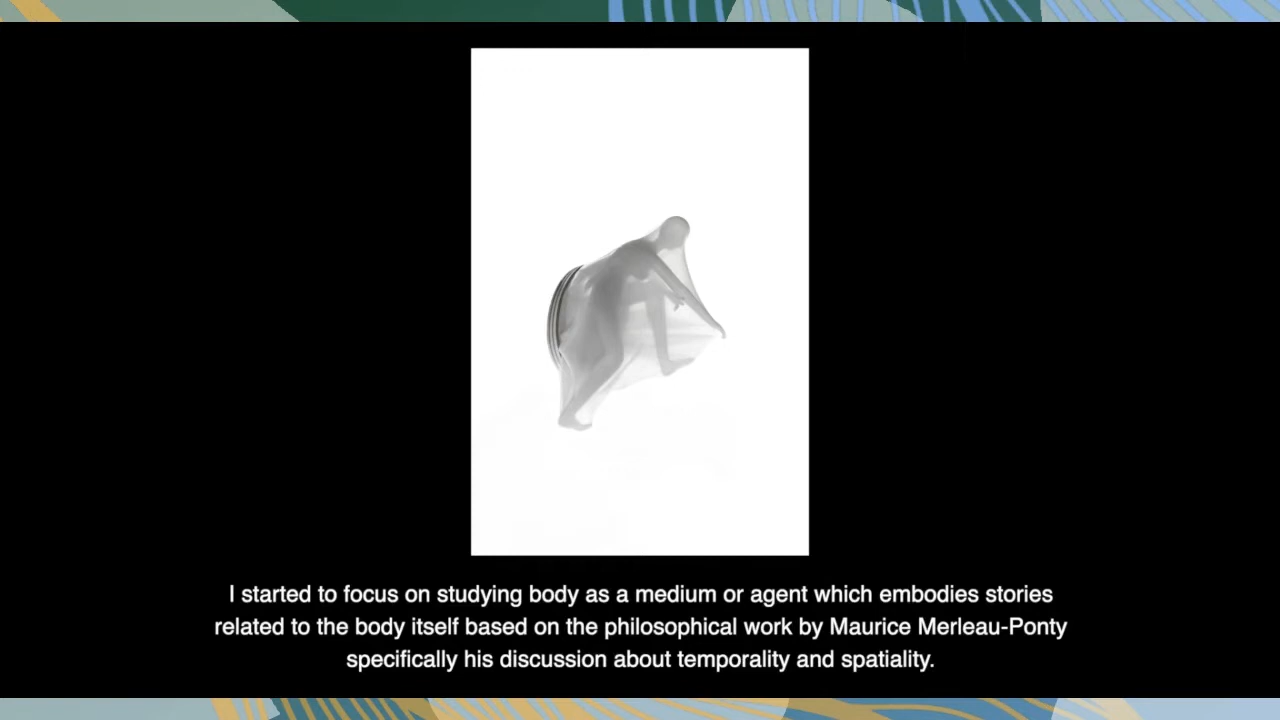 I started to focus on studying body as a medium or agent which embodies stories
related to the body itself based on the philosophical work by Maurice Merleau-Ponty
specifically his discussion about temporality and spatiality.